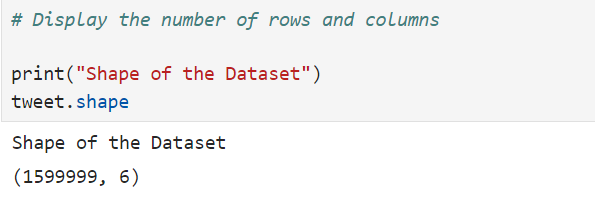 # Display the number of rows and columns
print("Shape of the Dataset")
tweet.shape
Shape of the Dataset
(1599999, 6)